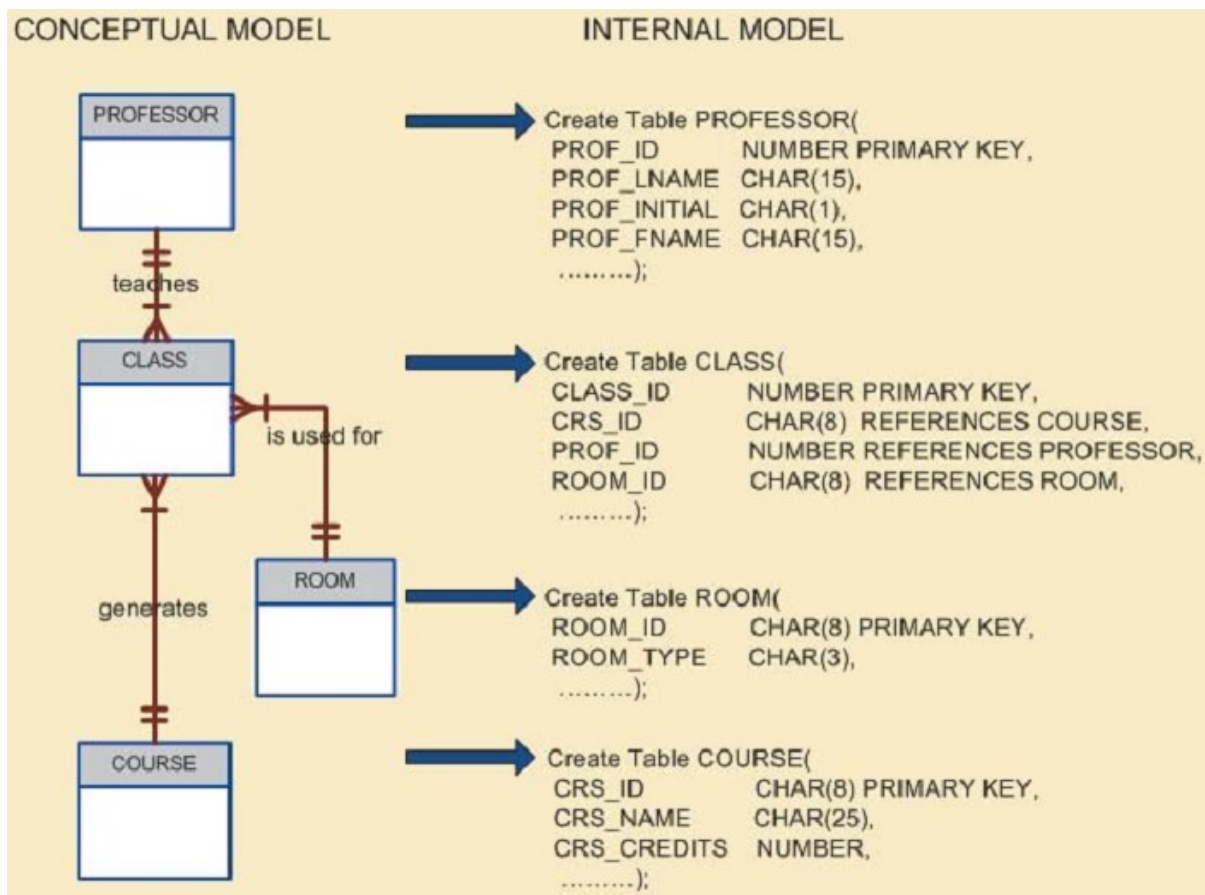 CONCEPTUAL MODEL
INTERNAL MODEL
PROFESSOR
teaches
CLASS
is used for
ROOM
generates
COURSE
Create Table PROFESSOR(
PROF_ID NUMBER PRIMARY KEY,
PROF_LNAME CHAR(15),
PROF_INITIAL CHAR(1),
PROF_FNAME CHAR(15),
.........);
Create Table CLASS(
CLASS_ID NUMBER PRIMARY KEY,
CRS_ID CHAR(8) REFERENCES COURSE,
PROF_ID NUMBER REFERENCES PROFESSOR,
ROOM_ID CHAR(8) REFERENCES ROOM,
.........);
Create Table ROOM(
ROOM_ID CHAR(8) PRIMARY KEY,
ROOM_TYPE CHAR(3),
.........);
Create Table COURSE(
CRS_ID CHAR(8) PRIMARY KEY,
CRS_NAME CHAR(25),
CRS_CREDITS NUMBER,
.........);